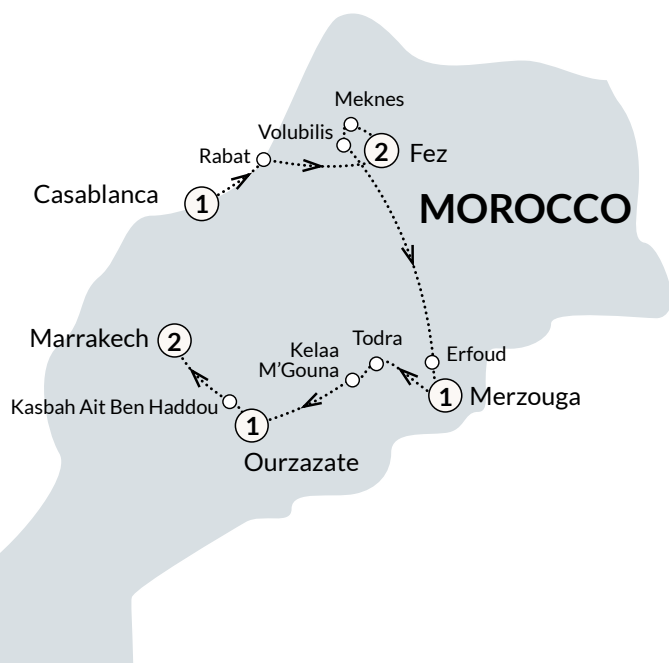 Meknes
Volubilis
2
Fez
Rabat
Casablanca
1
MOROCCO
Marrakech
2
Todra
Kelaa
M'Gouna
Erfoud
Kasbah Ait Ben Haddou
1
Merzouga
1
Ourzazate